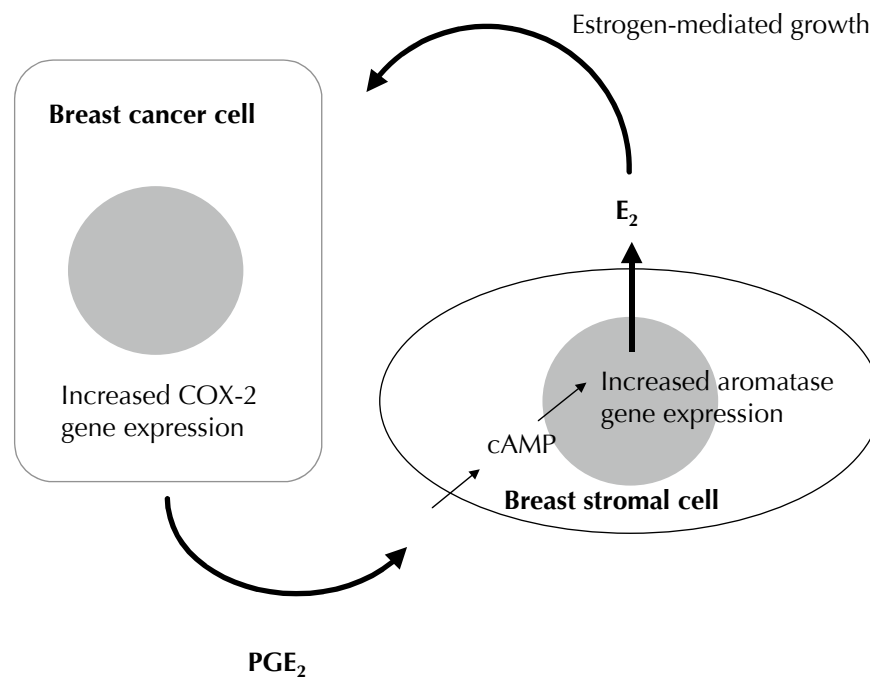 Estrogen-mediated growth
Breast cancer cell
E₂
Increased COX-2
gene expression
Increased aromatase
gene expression
cAMP
Breast stromal cell
PGE₂